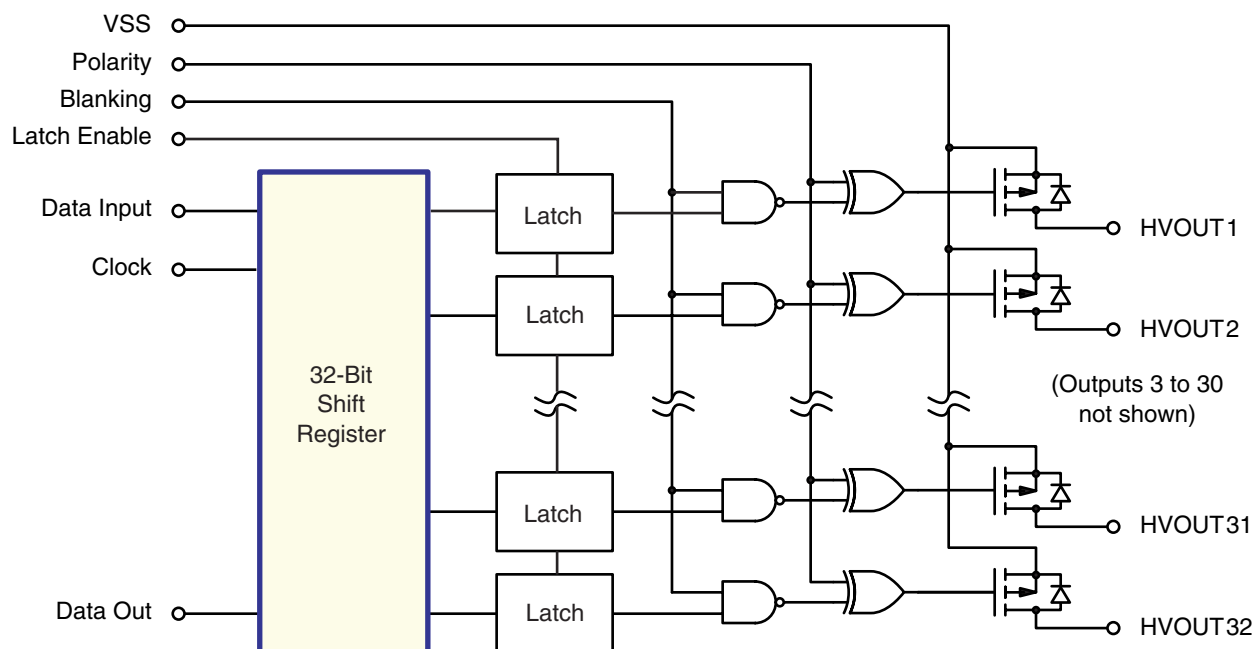 VSS
Polarity
Blanking
Latch Enable
Data Input
Clock
Data Out
32-Bit
Shift
Register
Latch
Latch
Latch
Latch
HVOUT1
HVOUT2
(Outputs 3 to 30
not shown)
HVOUT31
HVOUT32